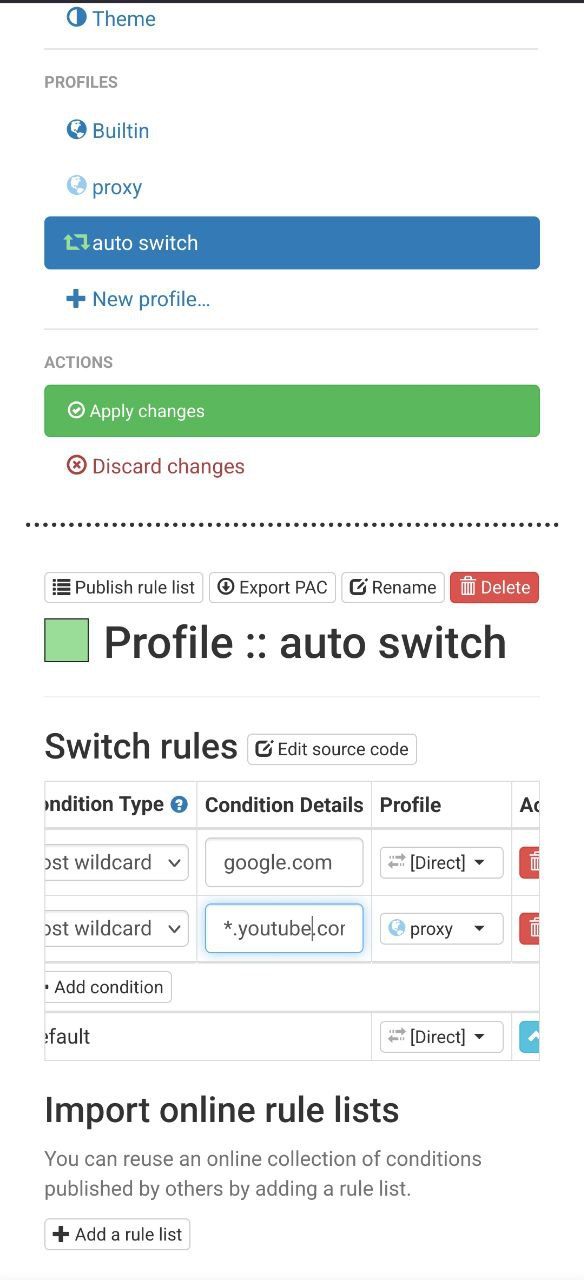 Theme
PROFILES
Builtin
proxy
auto switch
New profile...
ACTIONS
Apply changes
Discard changes
Publish rule list Export PAC Rename Delete
Profile :: auto switch
Switch rules Edit source code
ondition Type ? Condition Details Profile Ac
ost wildcard google.com [Direct]
ost wildcard *.youtube.cor proxy
Add condition
efault [Direct]
Import online rule lists
You can reuse an online collection of conditions
published by others by adding a rule list.
Add a rule list